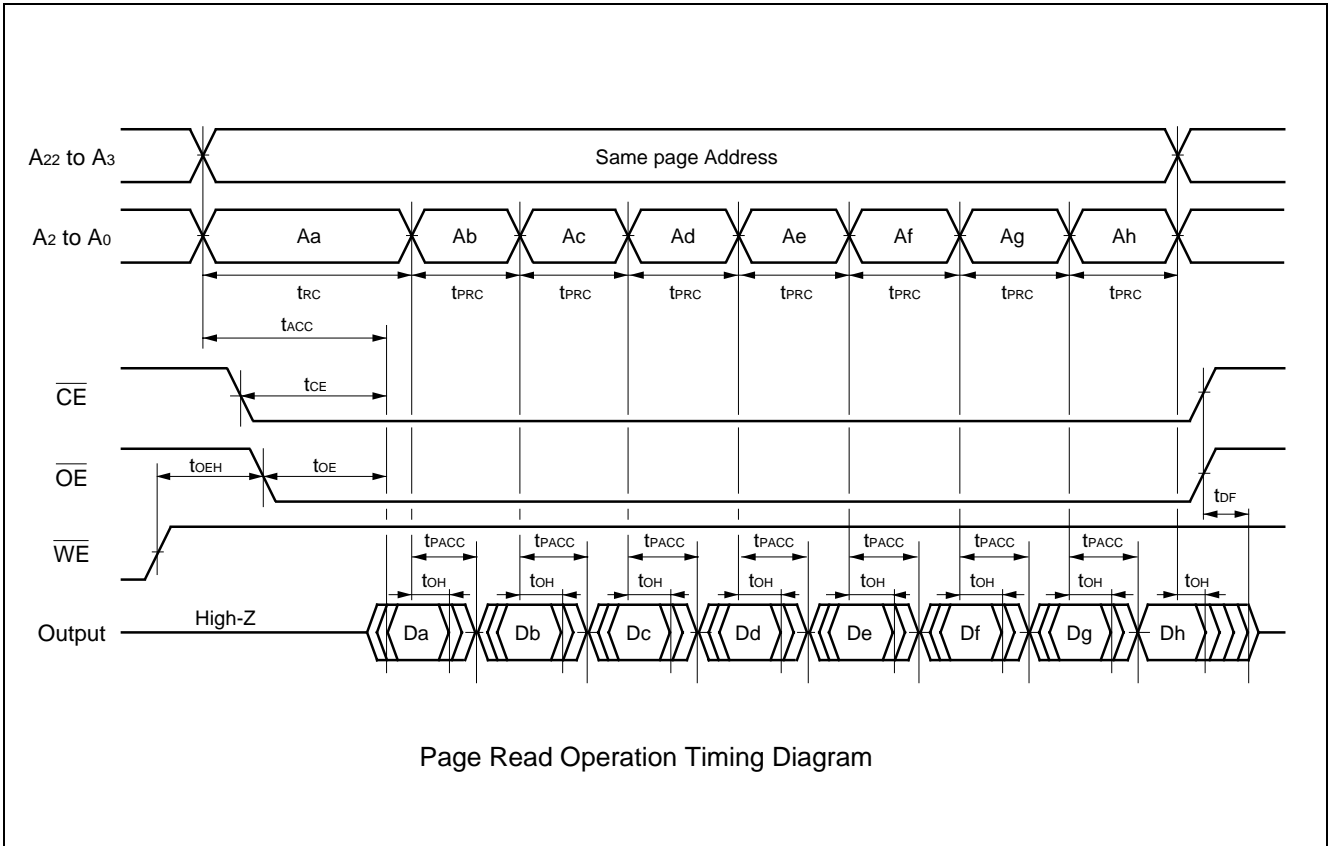 A22 to A3
Same page Address
A2 to A0
Aa Ab Ac Ad Ae Af Ag Ah
tRC tPRC tPRC tPRC tPRC tPRC tPRC tPRC
tACC
CE
tCE
OE
tOEH tOE
tDF
WE
tPACC tPACC tPACC tPACC tPACC tPACC tPACC
tOH tOH tOH tOH tOH tOH tOH tOH
Output
High-Z
Da Db Dc Dd De Df Dg Dh
Page Read Operation Timing Diagram